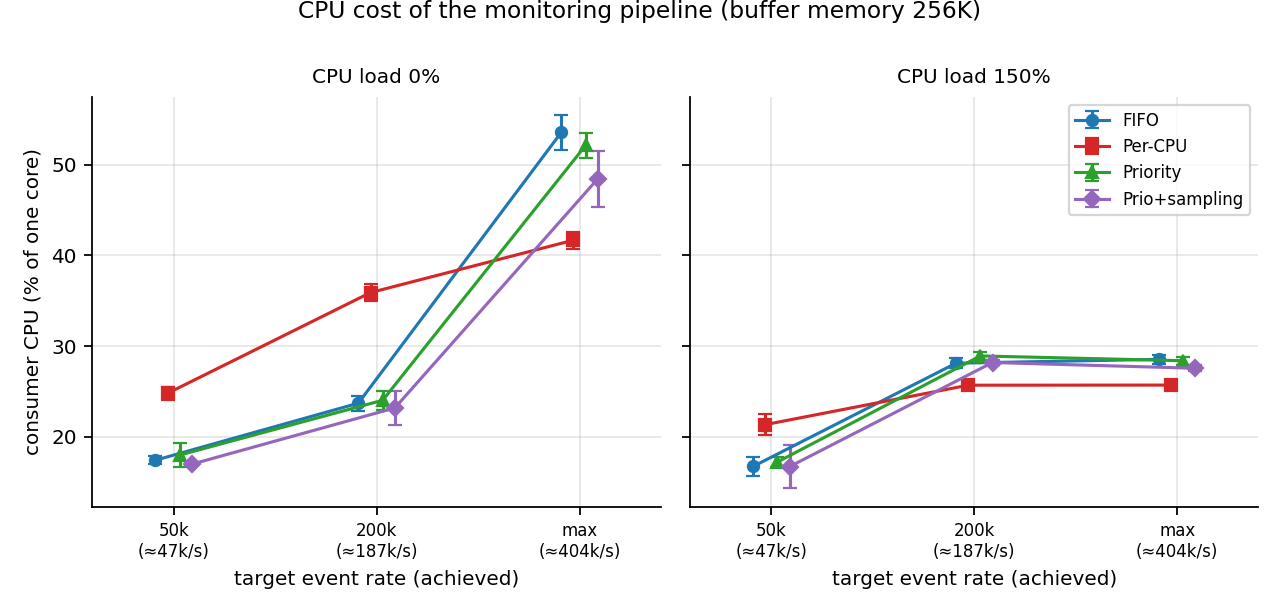 CPU cost of the monitoring pipeline (buffer memory 256K)
CPU load 0%
CPU load 150%
consumer CPU (% of one core)
50
40
30
20
FIFO
Per-CPU
Priority
Prio+sampling
50k
(≈47k/s)
200k
(≈187k/s)
max
(≈404k/s)
50k
(≈47k/s)
200k
(≈187k/s)
max
(≈404k/s)
target event rate (achieved)
target event rate (achieved)